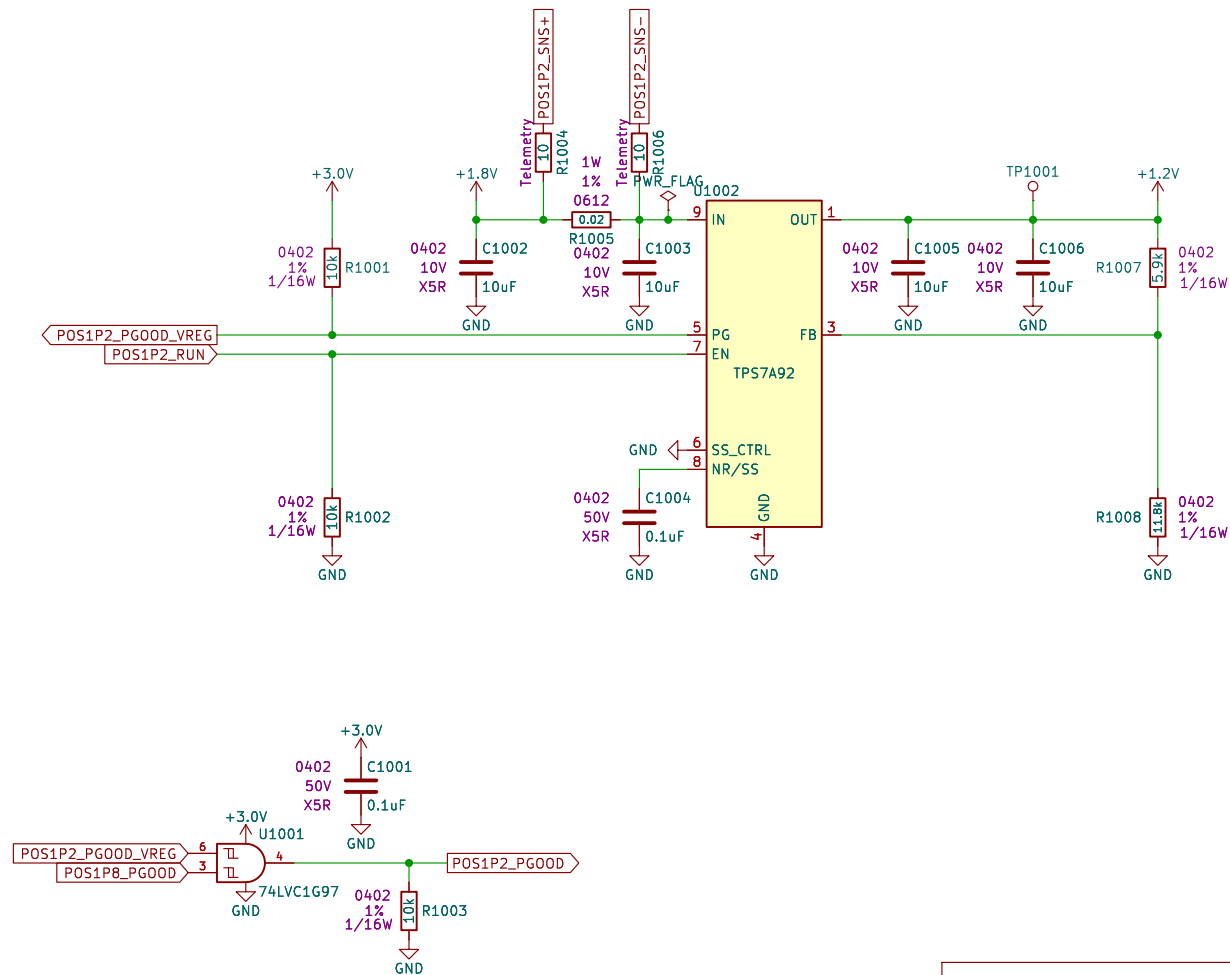 POS1P2_SNS+
POS1P2_SNS-
Telemetry
10
R1004
Telemetry
10
R1006
1W
1%
0612
0.02
R1005
PWR_FLAG
U1002
+3.0V
+1.8V
TP1001
+1.2V
9
IN
OUT
1
0402
1%
1/16W
10k
R1001
0402
10V
X5R
C1002
10uF
GND
0402
10V
X5R
C1003
10uF
GND
0402
10V
X5R
C1005
10uF
GND
0402
10V
X5R
C1006
10uF
GND
R1007
5.9k
0402
1%
1/16W
POS1P2_PGOOD_VREG
5
PG
FB
3
POS1P2_RUN
7
EN
TPS7A92
GND
6
SS_CTRL
8
NR/SS
GND
4
GND
0402
50V
X5R
C1004
0.1uF
GND
0402
1%
1/16W
10k
R1002
GND
R1008
11.8k
0402
1%
1/16W
GND
+3.0V
0402
50V
X5R
C1001
0.1uF
GND
+3.0V
U1001
POS1P2_PGOOD_VREG
6
POS1P8_PGOOD
3
4
74LVC1G97
GND
POS1P2_PGOOD
0402
1%
1/16W
10k
R1003
GND